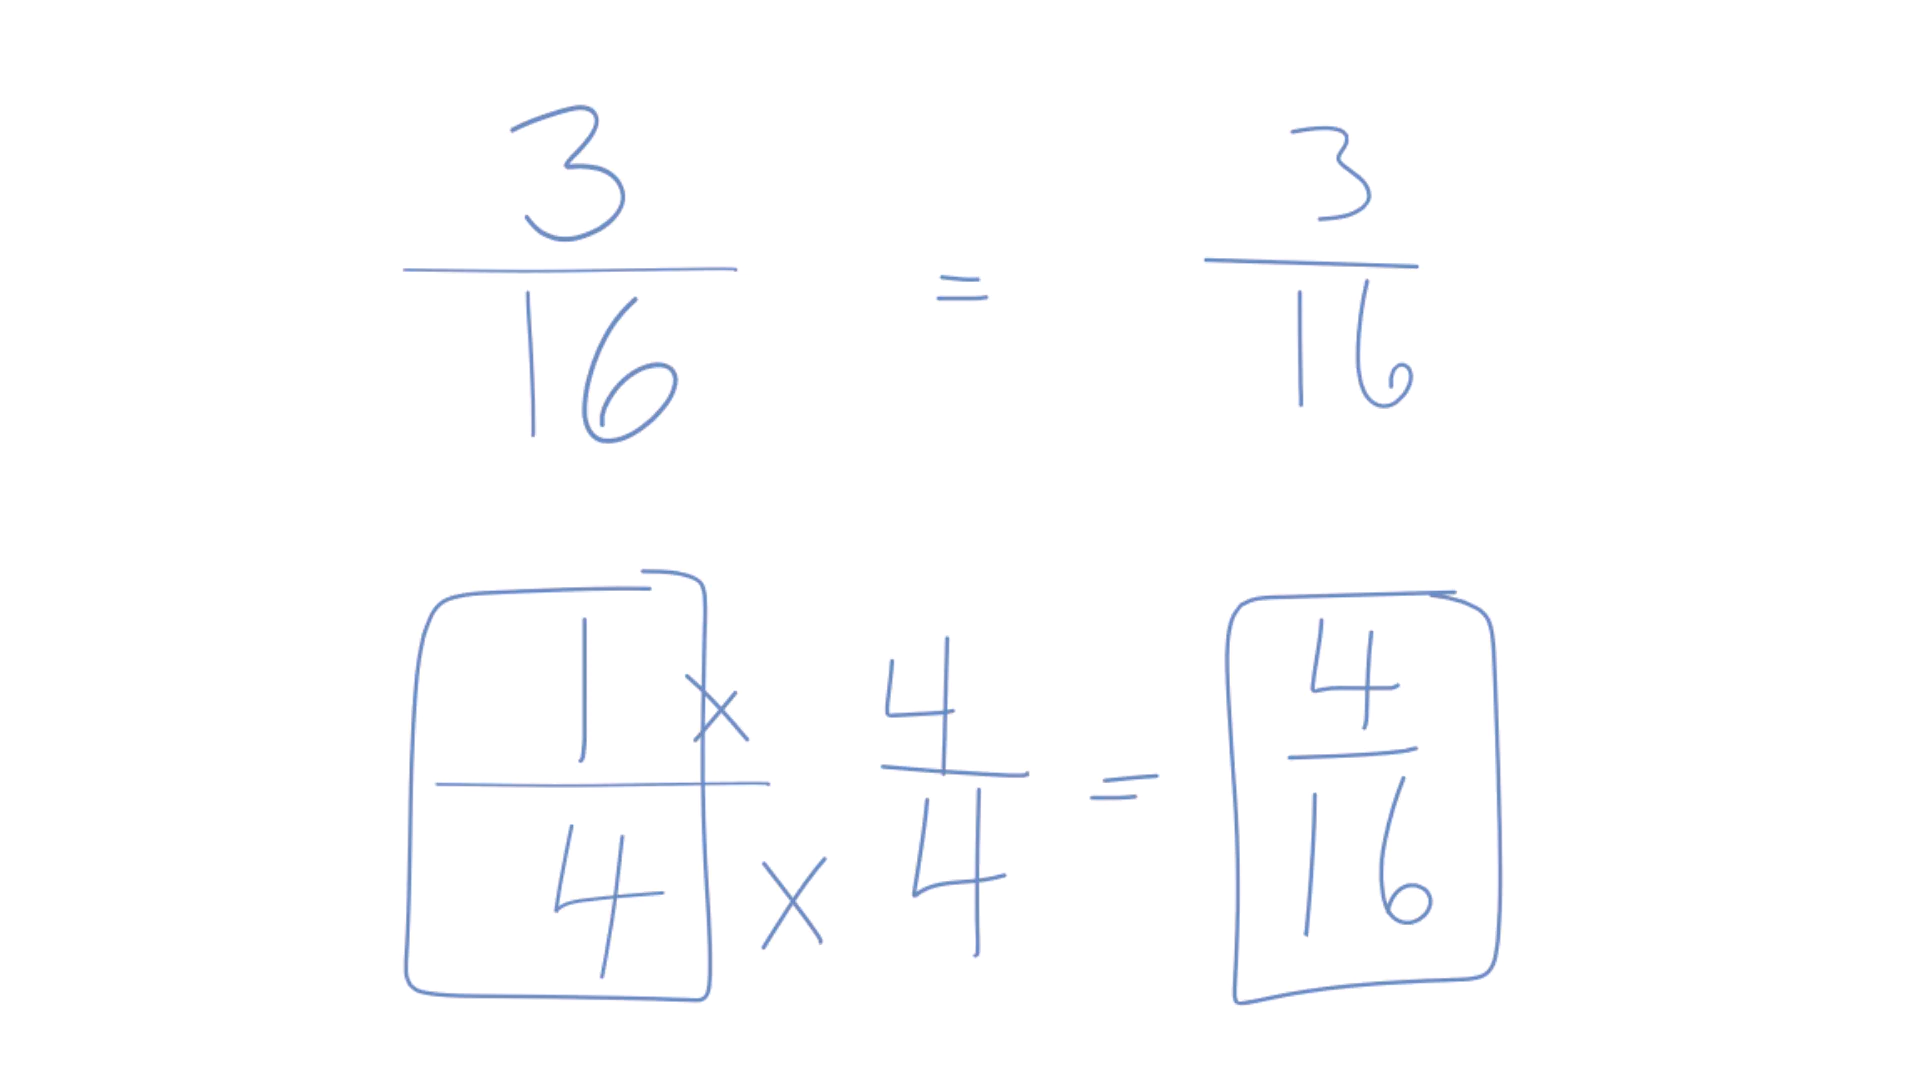 3/16 = 3/16
1/4 × 4/4 = 4/16